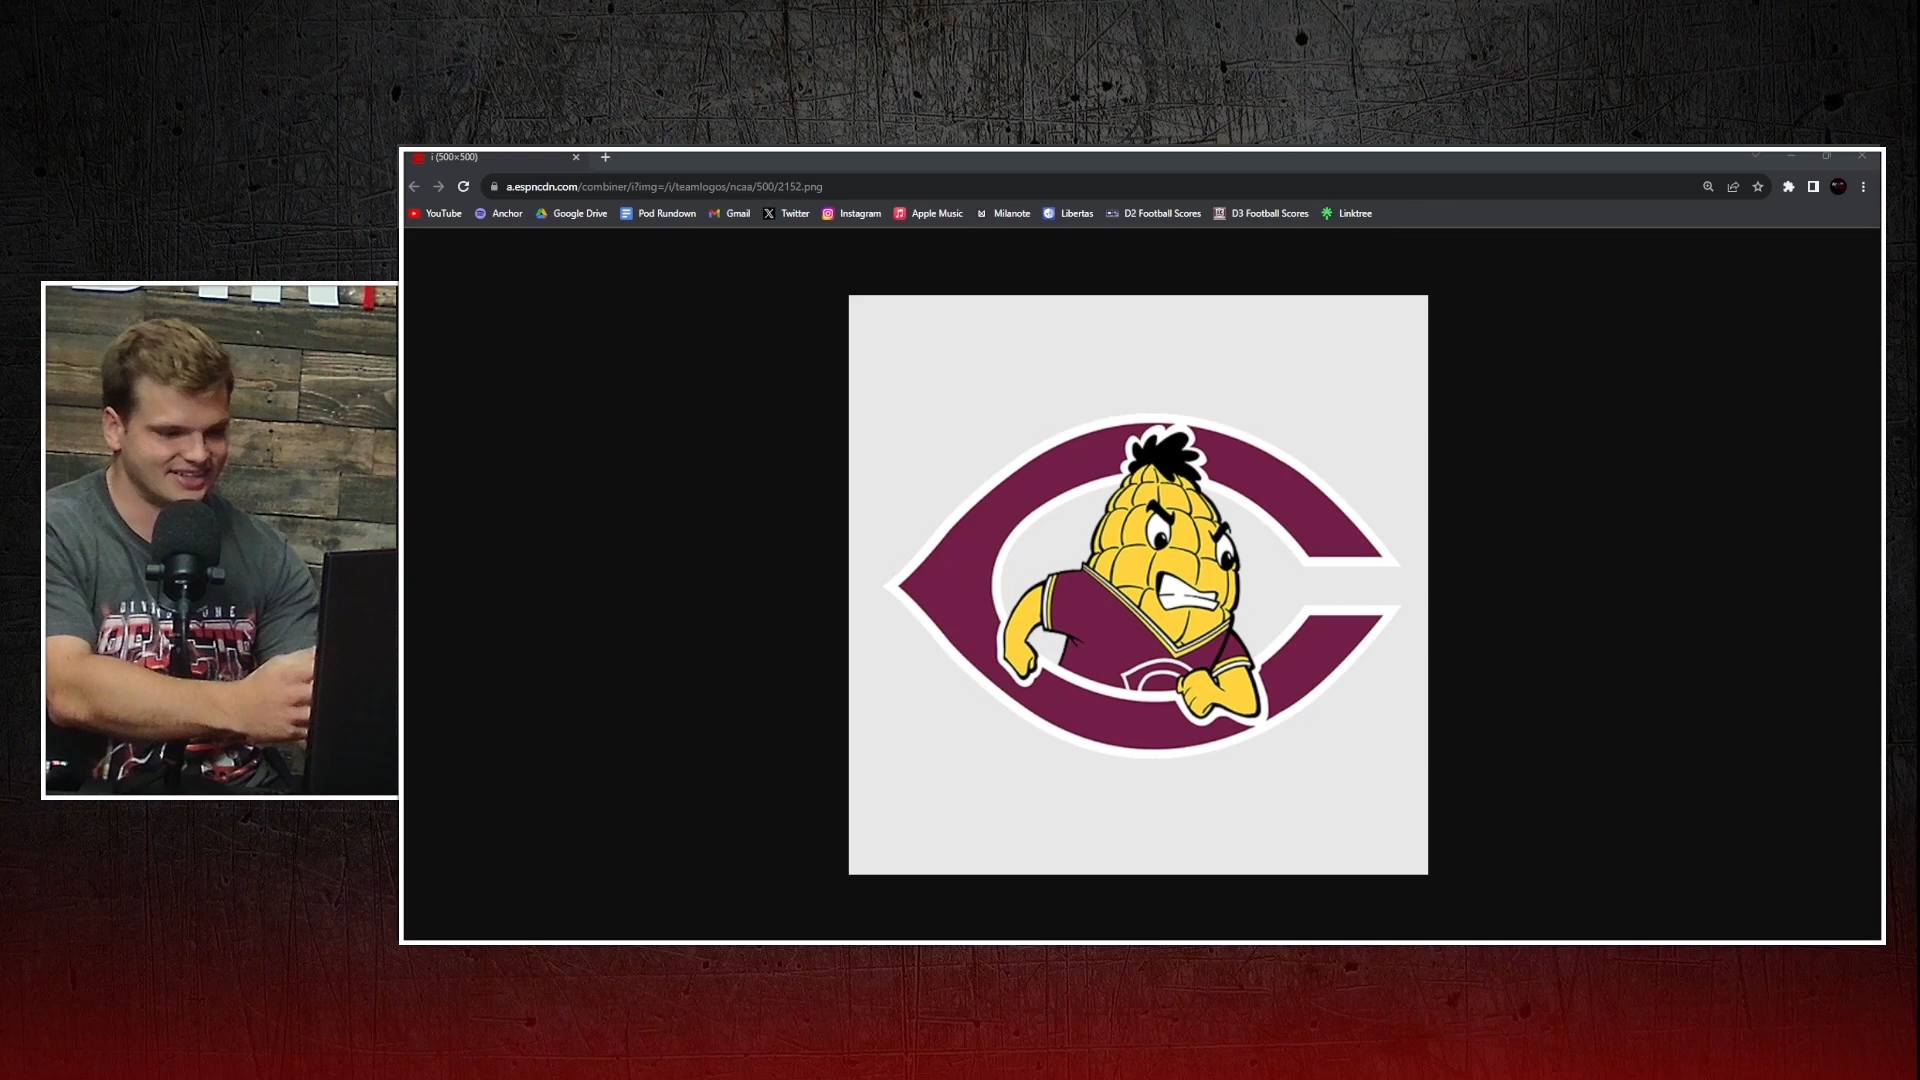 i (500×500)
a.espncdn.com/combiner/i?img=/i/teamlogos/ncaa/500/2152.png
YouTube Anchor Google Drive Pod Rundown Gmail Twitter Instagram Apple Music Milanote Libertas D2 Football Scores D3 Football Scores Linktree